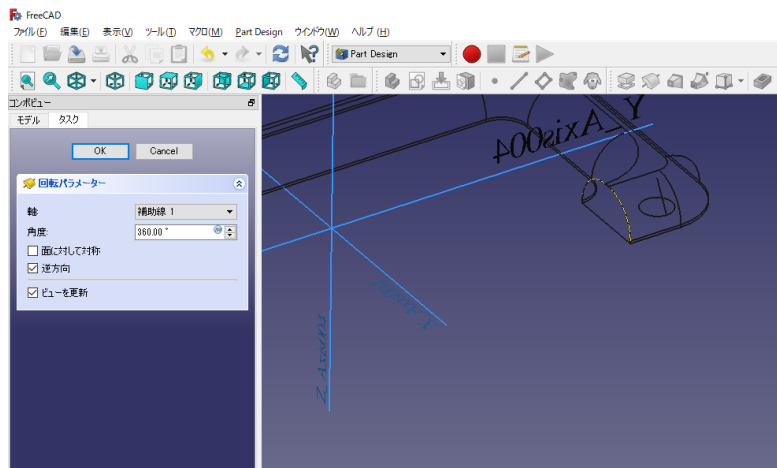 FreeCAD
ファイル(F) 編集(E) 表示(V) ツール(T) マクロ(M) Part Design ウインドウ(W) ヘルプ(H)
Part Design
コンボビュー
モデル タスク
OK Cancel
回転パラメーター
軸: 補助線 1
角度: 360.00 °
面に対して対称
逆方向
ビューを更新
Y_Axis004